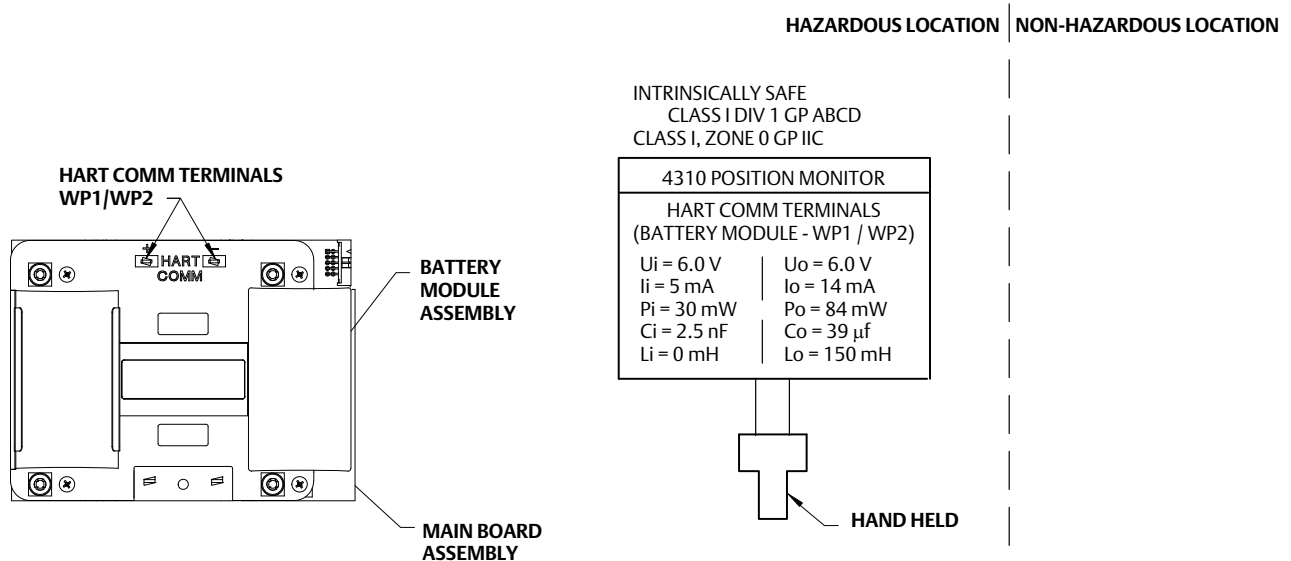 HAZARDOUS LOCATION
NON-HAZARDOUS LOCATION
INTRINSICALLY SAFE
CLASS I DIV 1 GP ABCD
CLASS I, ZONE 0 GP IIC
HART COMM TERMINALS
WP1/WP2
+ -
HART
COMM
BATTERY
MODULE
ASSEMBLY
MAIN BOARD
ASSEMBLY
4310 POSITION MONITOR
HART COMM TERMINALS
(BATTERY MODULE - WP1 / WP2)
Ui = 6.0 V
Ii = 5 mA
Pi = 30 mW
Ci = 2.5 nF
Li = 0 mH
Uo = 6.0 V
Io = 14 mA
Po = 84 mW
Co = 39 µf
Lo = 150 mH
HAND HELD